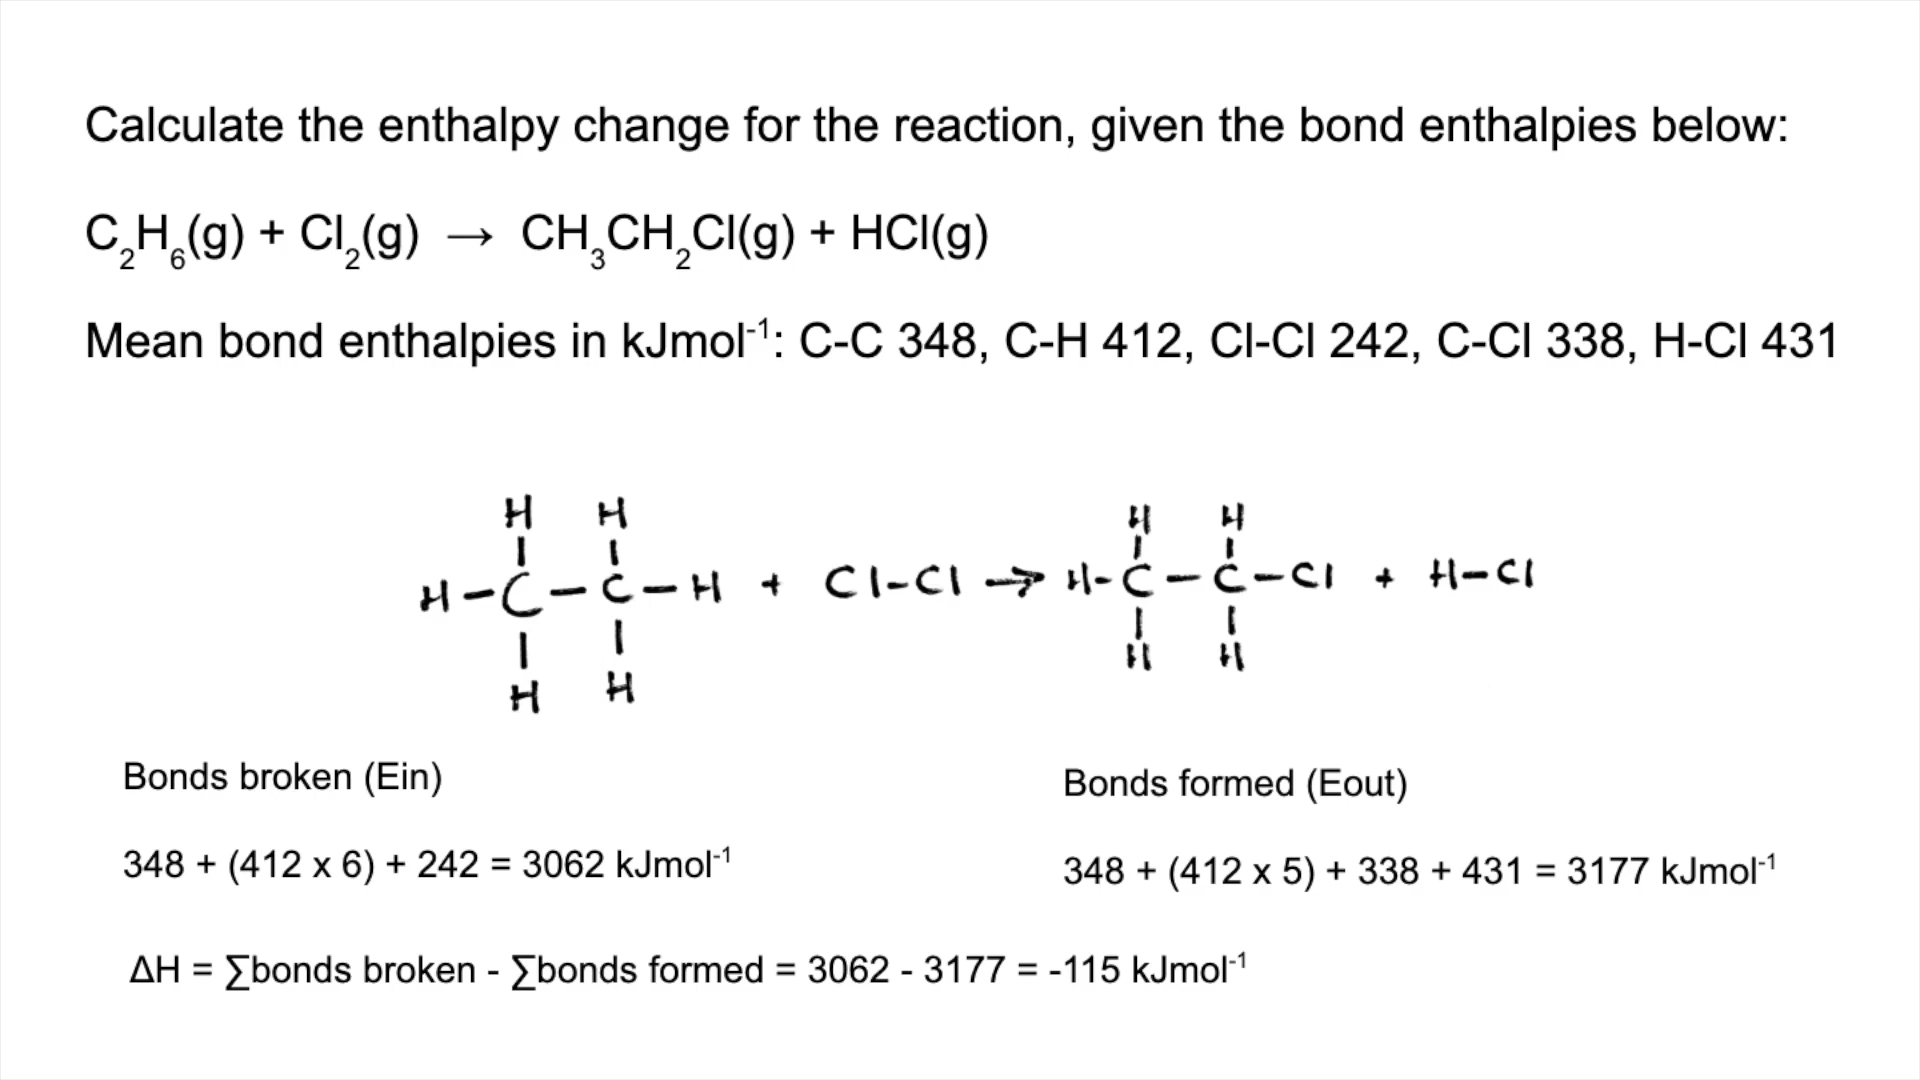 Calculate the enthalpy change for the reaction, given the bond enthalpies below:
C₂H₆(g) + Cl₂(g) → CH₃CH₂Cl(g) + HCl(g)
Mean bond enthalpies in kJmol⁻¹: C-C 348, C-H 412, Cl-Cl 242, C-Cl 338, H-Cl 431
H H H H
H-C-C-H + Cl-Cl → H-C-C-Cl + H-Cl
H H H H
Bonds broken (Ein)
Bonds formed (Eout)
348 + (412 x 6) + 242 = 3062 kJmol⁻¹
348 + (412 x 5) + 338 + 431 = 3177 kJmol⁻¹
ΔH = ∑bonds broken - ∑bonds formed = 3062 - 3177 = -115 kJmol⁻¹